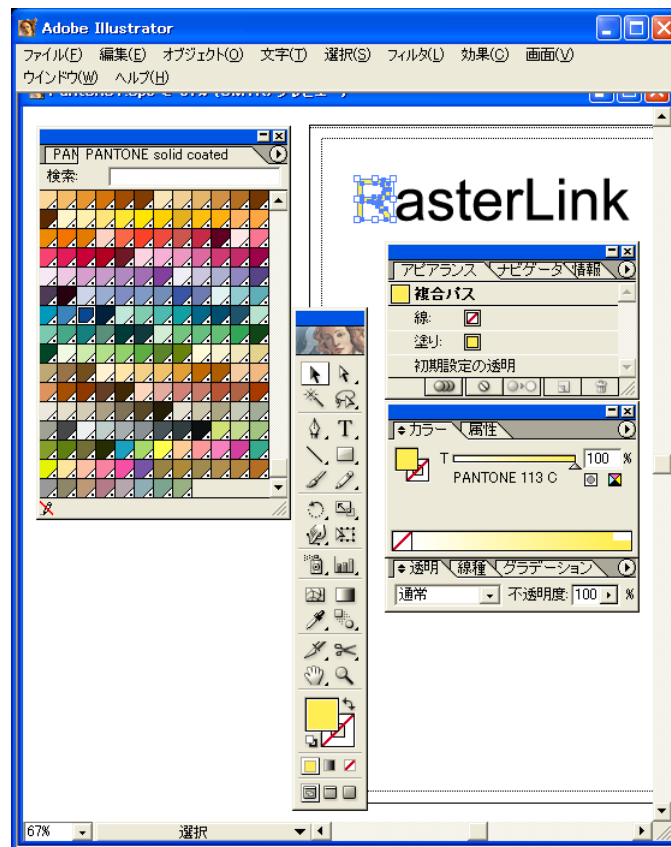 Adobe Illustrator
ファイル(F) 編集(E) オブジェクト(O) 文字(T) 選択(S) フィルタ(L) 効果(C) 画面(V)
ウインドウ(W) ヘルプ(H)
PAN PANTONE solid coated
検索:
RasterLink
アピアランス ナビゲータ 情報
複合パス
線:
塗り:
初期設定の透明
カラー 属性
T 100 %
PANTONE 113 C
透明 線種 グラデーション
通常 不透明度: 100 %
T
67% 選択